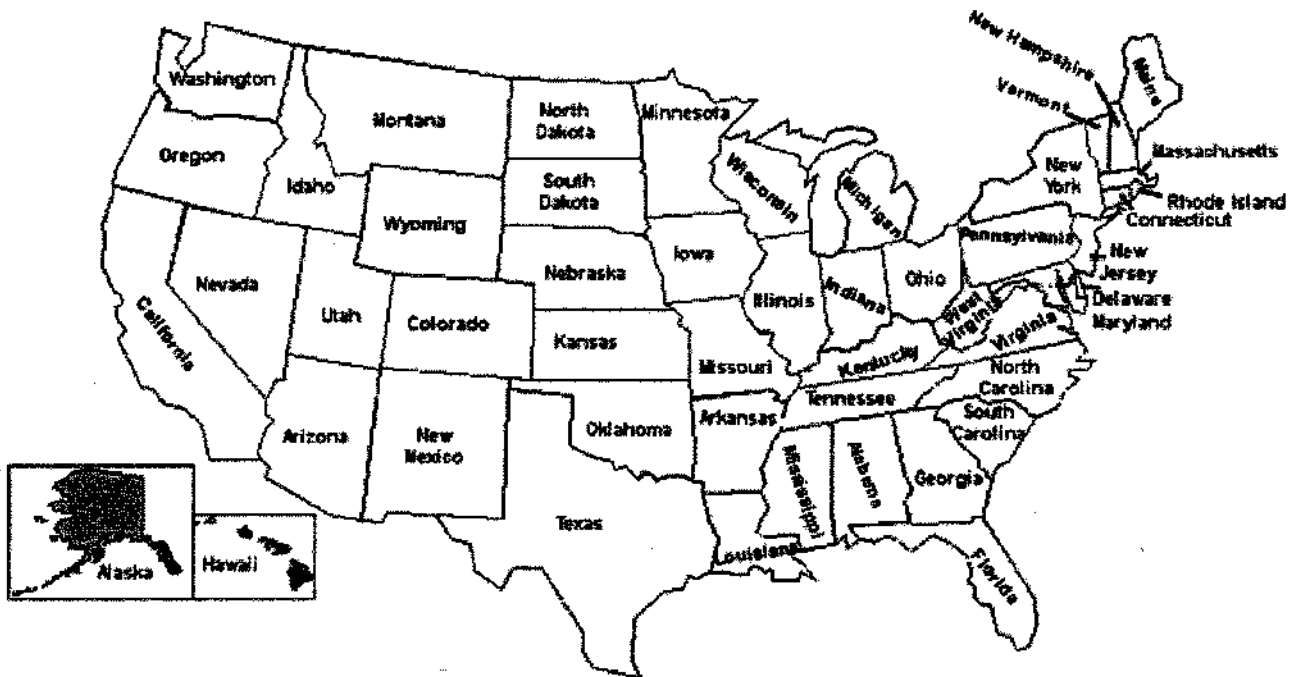 New Hampshire
Vermont
Maine
Washington
Montana
North
Dakota
Minnesota
Oregon
Idaho
Wyoming
South
Dakota
Wisconsin
Michigan
New
York
Massachusetts
Rhode Island
Connecticut
Pennsylvania
New
Jersey
Delaware
Maryland
Nevada
Utah
Colorado
Nebraska
Iowa
Illinois
Indiana
Ohio
West
Virginia
Virginia
California
Kansas
Missouri
Kentucky
North
Carolina
Tennessee
South
Carolina
Arizona
New
Mexico
Oklahoma
Arkansas
Mississippi
Alabama
Georgia
Texas
Louisiana
Florida
Alaska
Hawaii